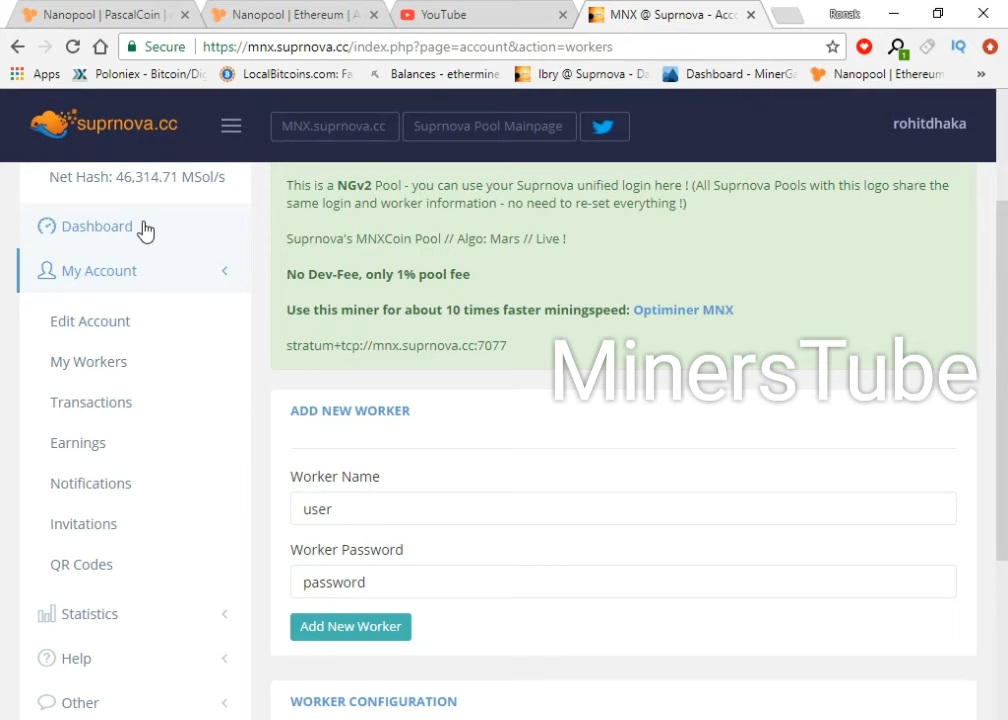 Nanopool | PascalCoin |
Nanopool | Ethereum | A
YouTube
MNX @ Suprnova - Acc
Ronak
Secure
https://mnx.suprnova.cc/index.php?page=account&action=workers
IQ
1
Apps
Poloniex - Bitcoin/Dig
LocalBitcoins.com: Fa
Balances - ethermine.
lbry @ Suprnova - Da
Dashboard - MinerGa
Nanopool | Ethereum
»
suprnova.cc
MNX.suprnova.cc
Suprnova Pool Mainpage
rohitdhaka
Net Hash: 46,314.71 MSol/s
Dashboard
My Account
Edit Account
My Workers
Transactions
Earnings
Notifications
Invitations
QR Codes
Statistics
Help
Other
This is a NGv2 Pool - you can use your Suprnova unified login here ! (All Suprnova Pools with this logo share the
same login and worker information - no need to re-set everything !)
Suprnova's MNXCoin Pool // Algo: Mars // Live !
No Dev-Fee, only 1% pool fee
Use this miner for about 10 times faster miningspeed: Optiminer MNX
stratum+tcp://mnx.suprnova.cc:7077
MinersTube
ADD NEW WORKER
Worker Name
user
Worker Password
password
Add New Worker
WORKER CONFIGURATION